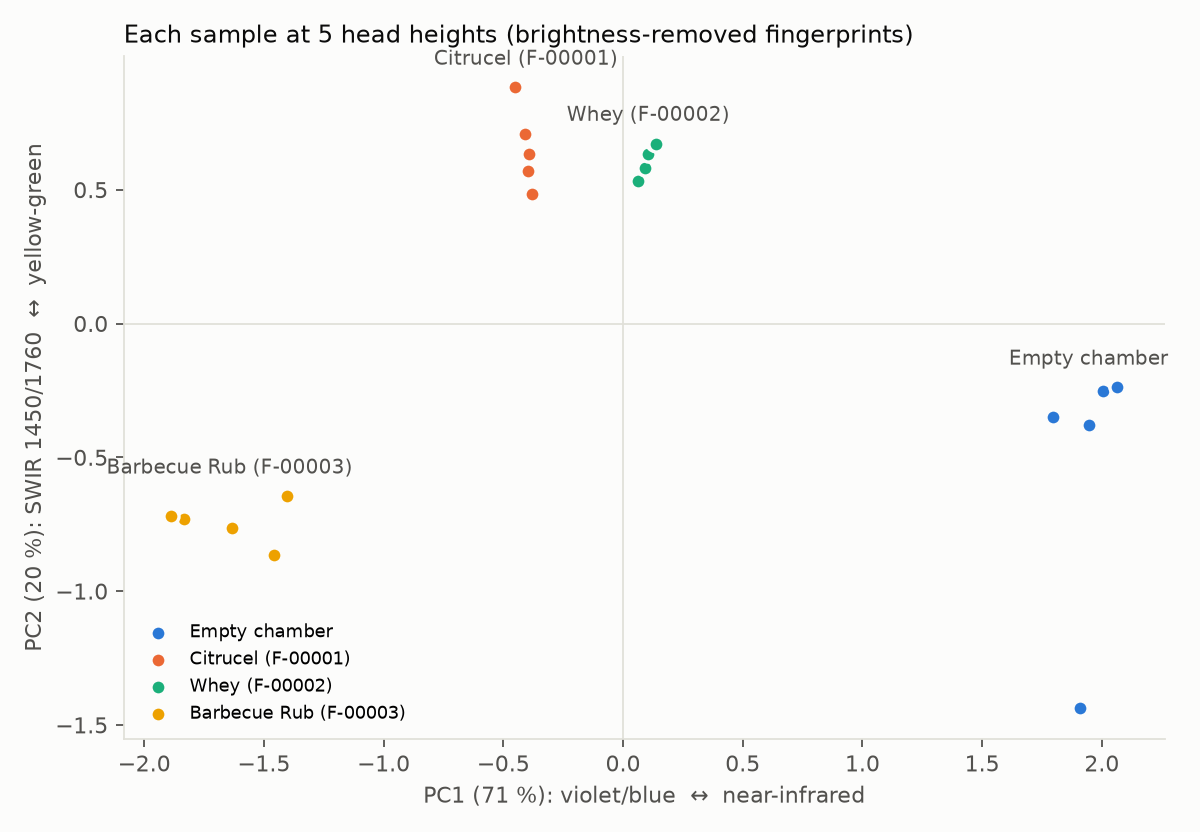 Each sample at 5 head heights (brightness-removed fingerprints)
Citrucel (F-00001)
Whey (F-00002)
Empty chamber
Barbecue Rub (F-00003)
PC2 (20 %): SWIR 1450/1760 ↔ yellow-green
0.5
0.0
−0.5
−1.0
−1.5
Empty chamber
Citrucel (F-00001)
Whey (F-00002)
Barbecue Rub (F-00003)
−2.0 −1.5 −1.0 −0.5 0.0 0.5 1.0 1.5 2.0
PC1 (71 %): violet/blue ↔ near-infrared